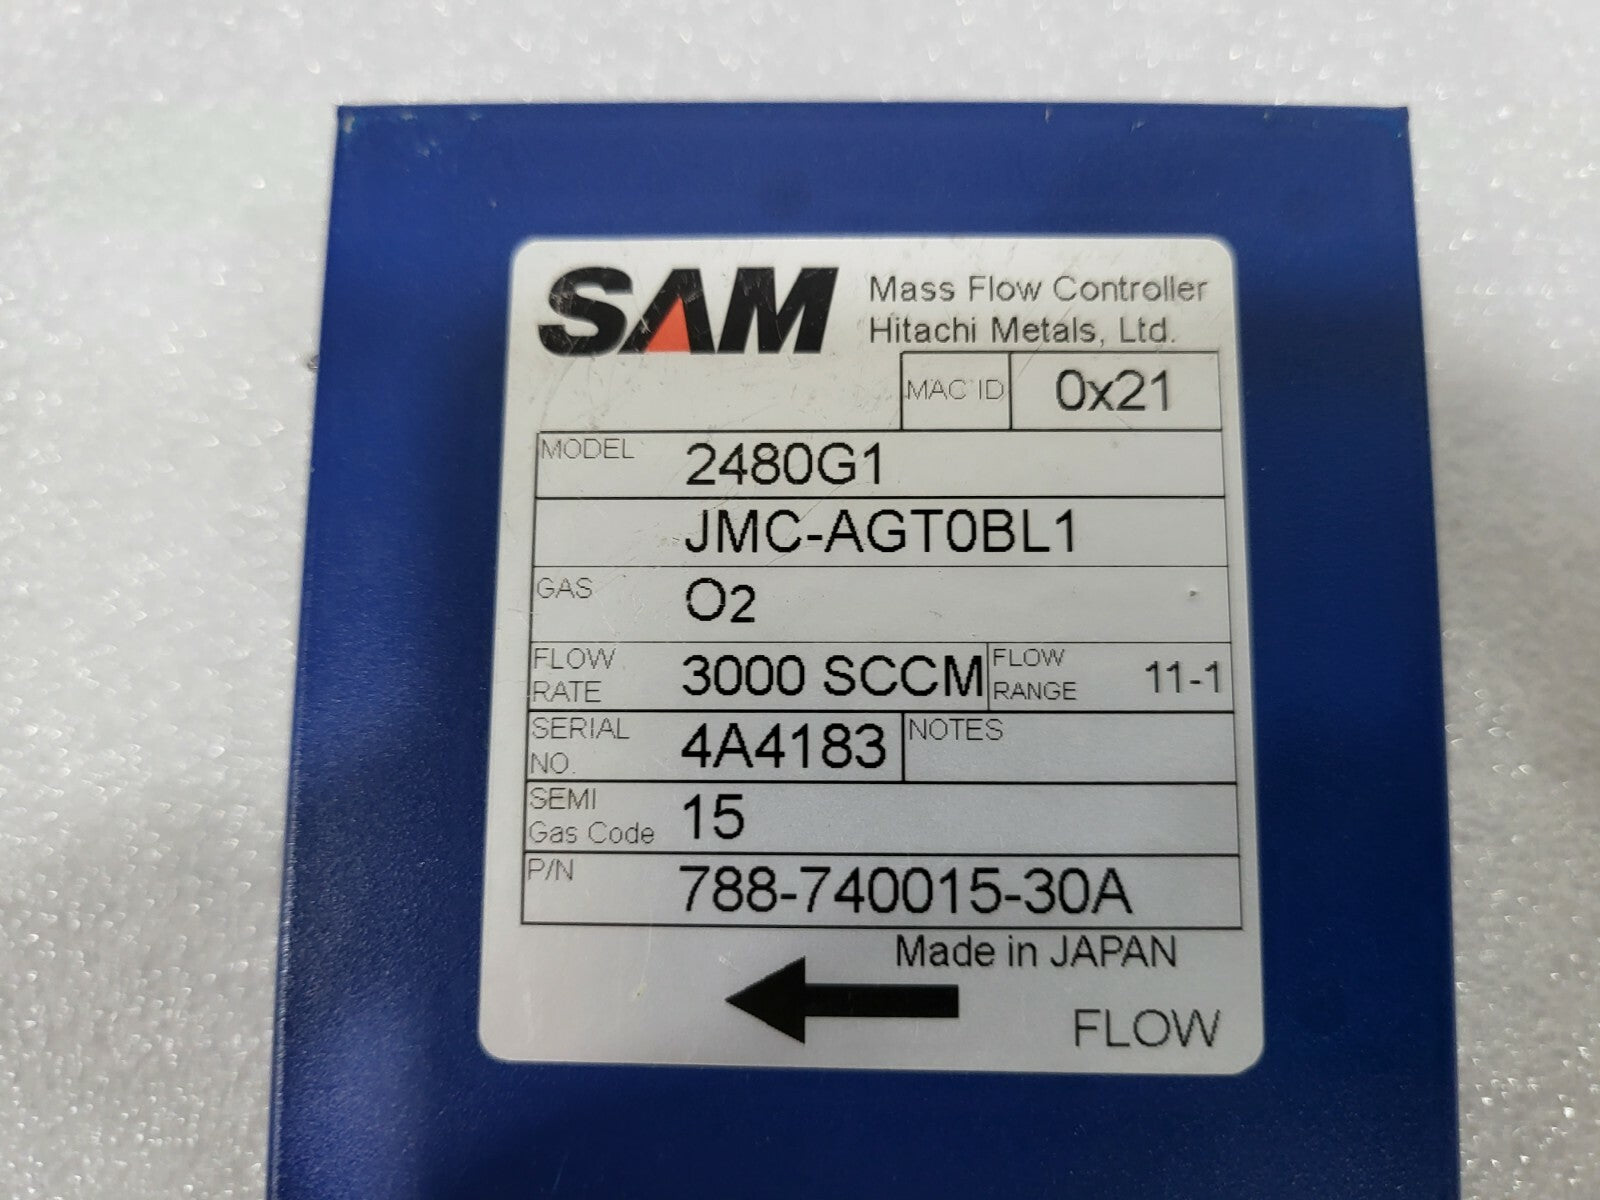 SAM
Mass Flow Controller
Hitachi Metals, Ltd.
MAC ID 0x21
MODEL 2480G1
JMC-AGT0BL1
GAS O2
FLOW RATE 3000 SCCM FLOW RANGE 11-1
SERIAL NO. 4A4183 NOTES
SEMI Gas Code 15
P/N 788-740015-30A
Made in JAPAN
FLOW